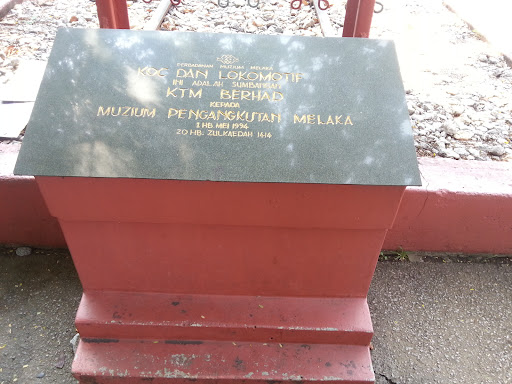 PERBADANAN MUZIUM MELAKA
KOC DAN LOKOMOTIF
INI ADALAH SUMBANGAN
KTM BERHAD
KEPADA
MUZIUM PENGANGKUTAN MELAKA
1 HB. MEI 1994
20 HB. ZULKAEDAH 1414